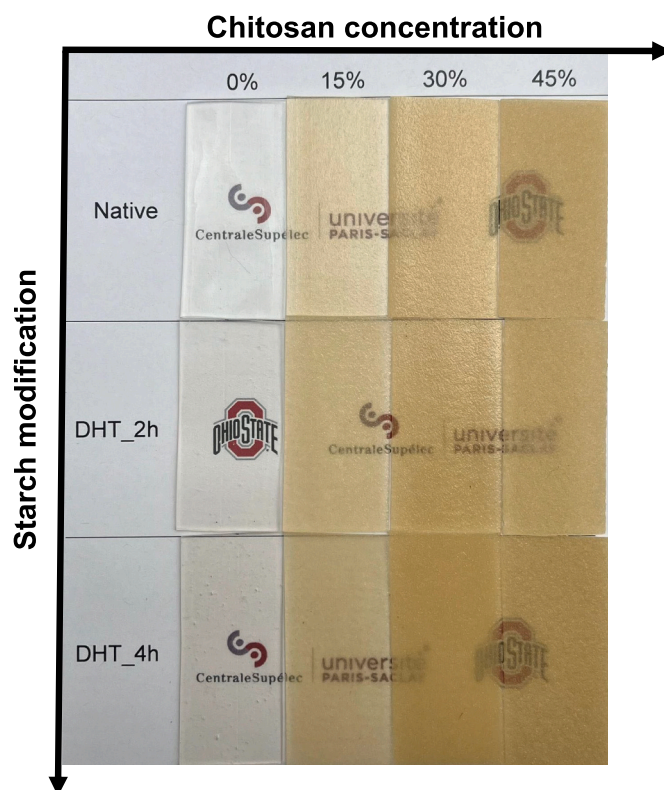 Chitosan concentration
0% 15% 30% 45%
Starch modification
Native
CentraleSupélec
université
PARIS-SACLAY
OHIO STATE
DHT_2h
OHIO STATE
CentraleSupélec
université
PARIS-SACLAY
DHT_4h
CentraleSupélec
université
PARIS-SACLAY
OHIO STATE